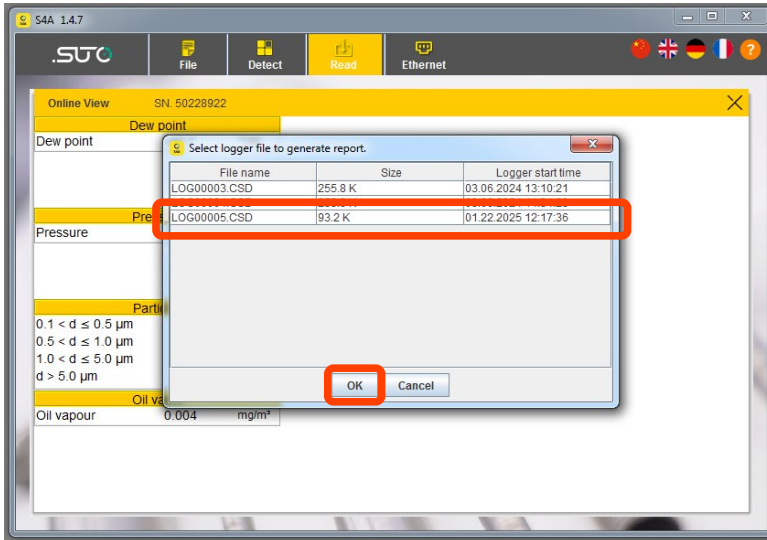 S4A 1.4.7
.SUTO
File
Detect
Read
Ethernet
Online View SN. 50228922
Dew point
Dew point
Select logger file to generate report.
File name Size Logger start time
LOG00003.CSD 255.8 K 03.06.2024 13:10:21
LOG00005.CSD 93.2 K 01.22.2025 12:17:36
Pressure
0.1 < d ≤ 0.5 µm
0.5 < d ≤ 1.0 µm
1.0 < d ≤ 5.0 µm
d > 5.0 µm
OK Cancel
Oil
Oil vapour 0.004 mg/m³